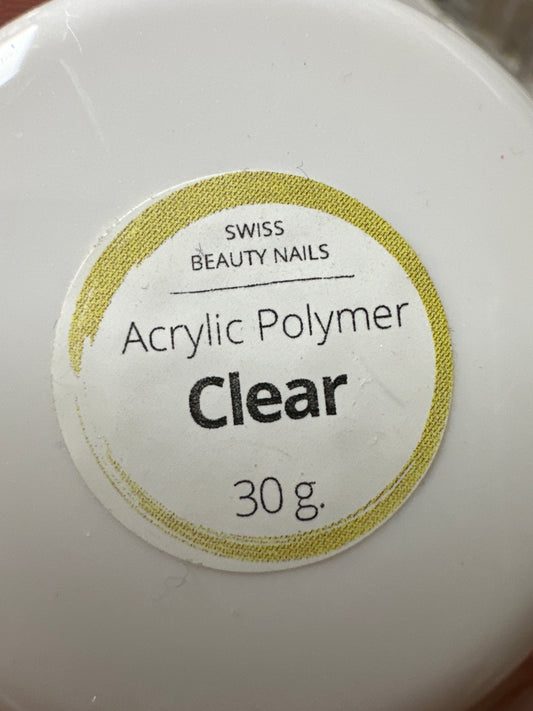 SWISS
BEAUTY NAILS
Acrylic Polymer
Clear
30 g.